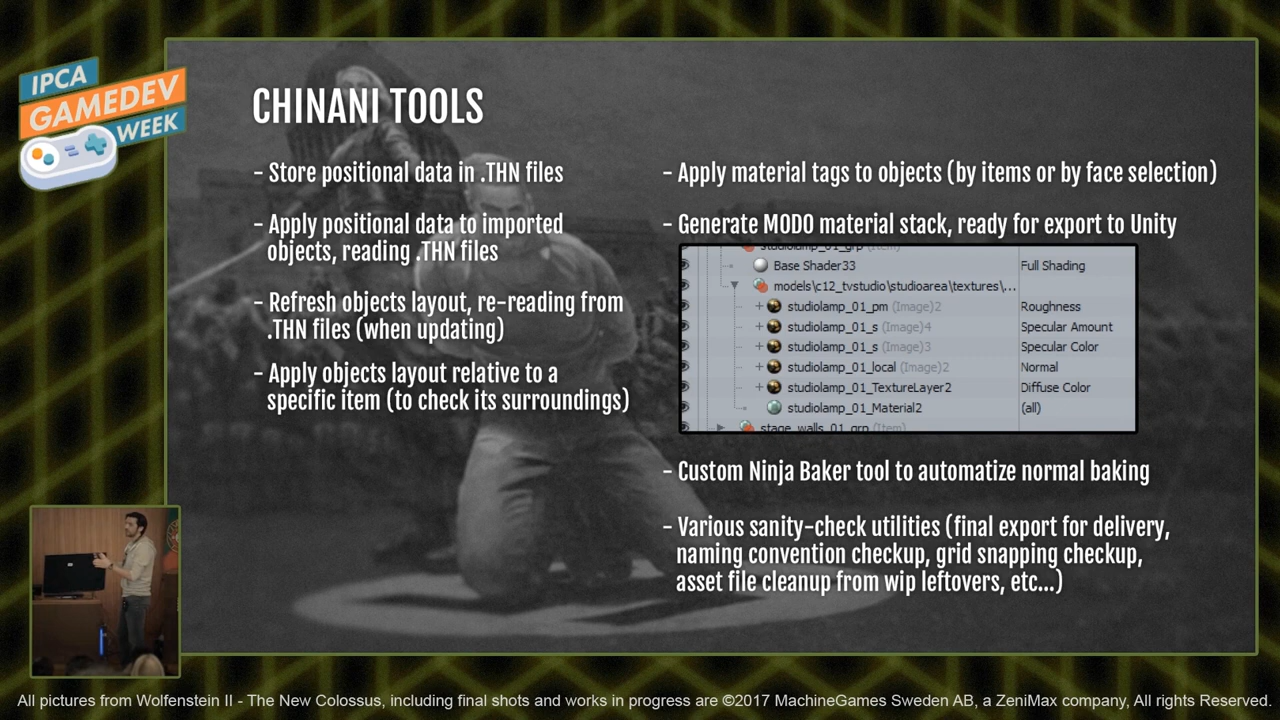 IPCA
GAMEDEV
WEEK
CHINANI TOOLS
- Store positional data in .THN files
- Apply positional data to imported
objects, reading .THN files
- Refresh objects layout, re-reading from
.THN files (when updating)
- Apply objects layout relative to a
specific item (to check its surroundings)
- Apply material tags to objects (by items or by face selection)
- Generate MODO material stack, ready for export to Unity
studiolamp_01_grp (Item)
Base Shader33 Full Shading
models\c12_tvstudio\studioarea\textures\...
studiolamp_01_pm (Image)2 Roughness
studiolamp_01_s (Image)4 Specular Amount
studiolamp_01_s (Image)3 Specular Color
studiolamp_01_local (Image)2 Normal
studiolamp_01_TextureLayer2 Diffuse Color
studiolamp_01_Material2 (all)
stage_walls_01_grp (Item)
- Custom Ninja Baker tool to automatize normal baking
- Various sanity-check utilities (final export for delivery,
naming convention checkup, grid snapping checkup,
asset file cleanup from wip leftovers, etc...)
All pictures from Wolfenstein II - The New Colossus, including final shots and works in progress are ©2017 MachineGames Sweden AB, a ZeniMax company, All rights Reserved.